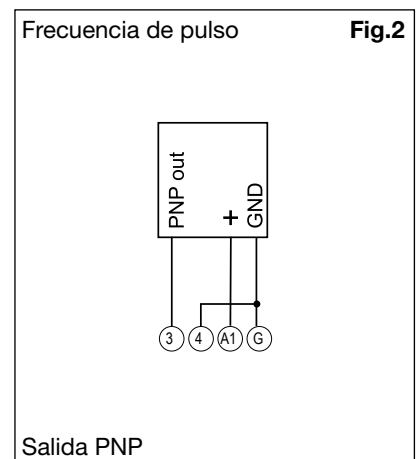 Frecuencia de pulso Fig.2
PNP out + GND
3 4 A1 G
Salida PNP